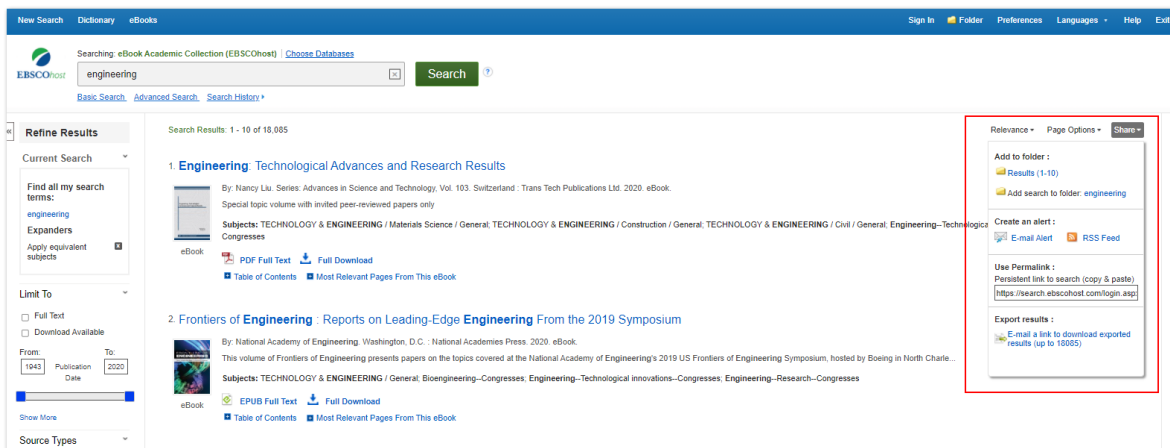 New Search Dictionary eBooks Sign In Folder Preferences Languages Help Exit
Searching: eBook Academic Collection (EBSCOhost) Choose Databases
EBSCOhost engineering Search ?
Basic Search Advanced Search Search History
« Refine Results
Search Results: 1 - 10 of 18,085
Relevance Page Options Share
Current Search
Find all my search
terms:
engineering
Expanders
Apply equivalent
subjects
Limit To
Full Text
Download Available
From: To:
1943 Publication 2020
Date
Show More
Source Types
1. Engineering: Technological Advances and Research Results
By: Nancy Liu. Series: Advances in Science and Technology, Vol. 103. Switzerland : Trans Tech Publications Ltd. 2020. eBook.
Special topic volume with invited peer-reviewed papers only
Subjects: TECHNOLOGY & ENGINEERING / Materials Science / General; TECHNOLOGY & ENGINEERING / Construction / General; TECHNOLOGY & ENGINEERING / Civil / General; Engineering--Technologica
Congresses
eBook
PDF Full Text Full Download
Table of Contents Most Relevant Pages From This eBook
2. Frontiers of Engineering : Reports on Leading-Edge Engineering From the 2019 Symposium
By: National Academy of Engineering. Washington, D.C. : National Academies Press. 2020. eBook.
This volume of Frontiers of Engineering presents papers on the topics covered at the National Academy of Engineering's 2019 US Frontiers of Engineering Symposium, hosted by Boeing in North Charle...
Subjects: TECHNOLOGY & ENGINEERING / General; Bioengineering--Congresses; Engineering--Technological innovations--Congresses; Engineering--Research--Congresses
eBook
EPUB Full Text Full Download
Table of Contents Most Relevant Pages From This eBook
Add to folder :
Results (1-10)
Add search to folder: engineering
Create an alert :
E-mail Alert RSS Feed
Use Permalink :
Persistent link to search (copy & paste)
https://search.ebscohost.com/login.asp
Export results :
E-mail a link to download exported
results (up to 18085)